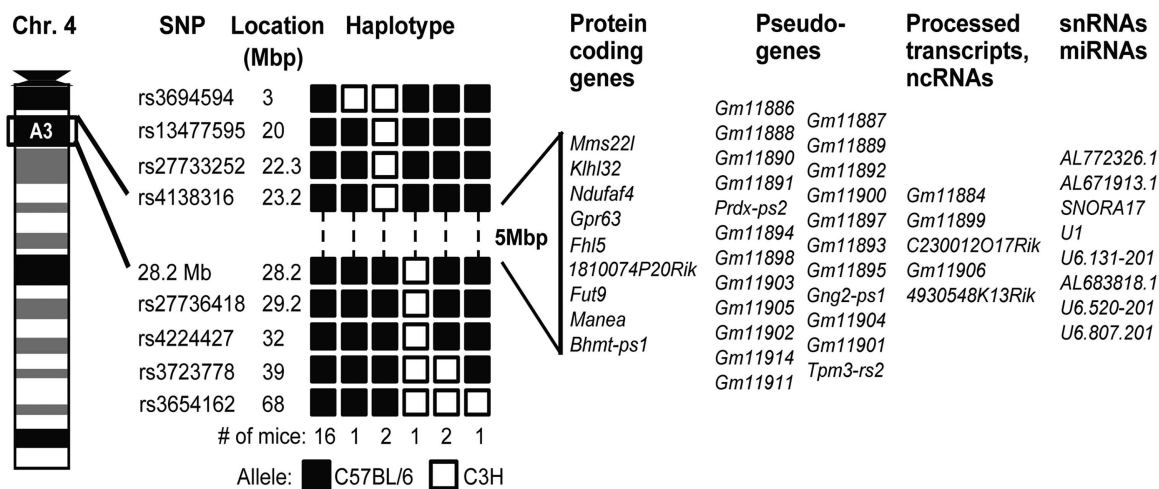 Chr. 4
SNP
Location
(Mbp)
Haplotype
A3
rs3694594 3
rs13477595 20
rs27733252 22.3
rs4138316 23.2
28.2 Mb 28.2
rs27736418 29.2
rs4224427 32
rs3723778 39
rs3654162 68
# of mice: 16 1 2 1 2 1
Allele: C57BL/6 C3H
5Mbp
Protein
coding
genes
Mms22l
Klhl32
Ndufaf4
Gpr63
Fhl5
1810074P20Rik
Fut9
Manea
Bhmt-ps1
Pseudo-
genes
Gm11886
Gm11888
Gm11890
Gm11891
Prdx-ps2
Gm11894
Gm11898
Gm11903
Gm11905
Gm11902
Gm11914
Gm11911
Gm11887
Gm11889
Gm11892
Gm11900
Gm11897
Gm11893
Gm11895
Gng2-ps1
Gm11904
Gm11901
Tpm3-rs2
Processed
transcripts,
ncRNAs
Gm11884
Gm11899
C230012O17Rik
Gm11906
4930548K13Rik
snRNAs
miRNAs
AL772326.1
AL671913.1
SNORA17
U1
U6.131-201
AL683818.1
U6.520-201
U6.807.201